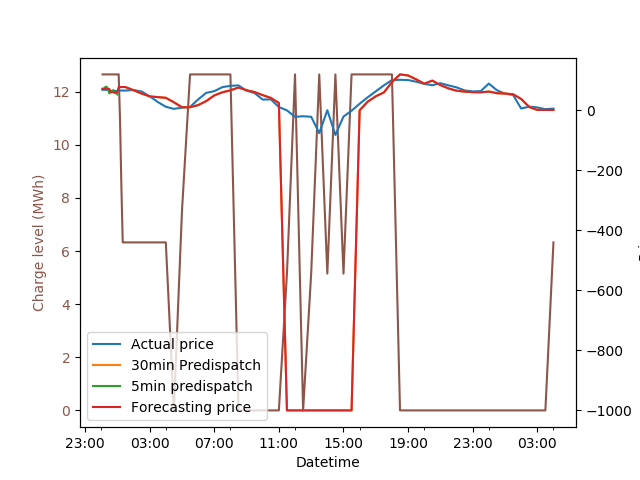 12
10
8
6
4
2
0
Charge level (MWh)
0
−200
−400
−600
−800
−1000
Actual price
30min Predispatch
5min predispatch
Forecasting price
23:00 03:00 07:00 11:00 15:00 19:00 23:00 03:00
Datetime